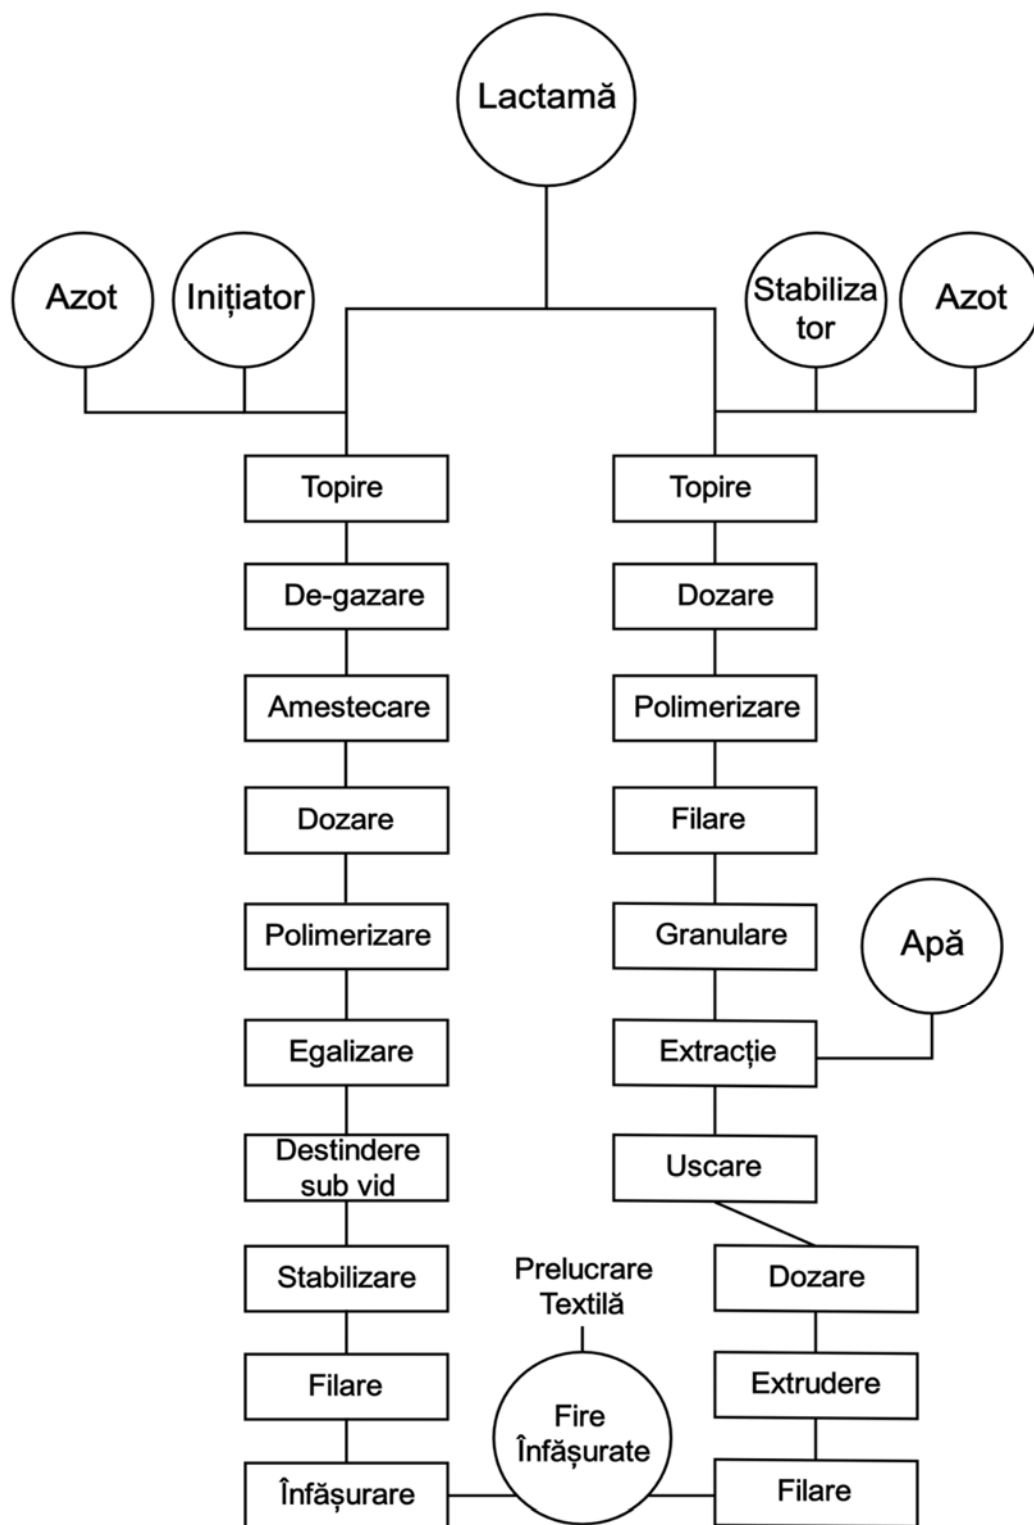 Lactamă
Azot
Inițiator
Stabiliza
tor
Azot
Topire
Topire
De-gazare
Dozare
Amestecare
Polimerizare
Dozare
Filare
Polimerizare
Granulare
Apă
Egalizare
Extracție
Destindere
sub vid
Uscare
Stabilizare
Prelucrare
Textilă
Dozare
Filare
Fire
Înfășurate
Extrudere
Înfășurare
Filare